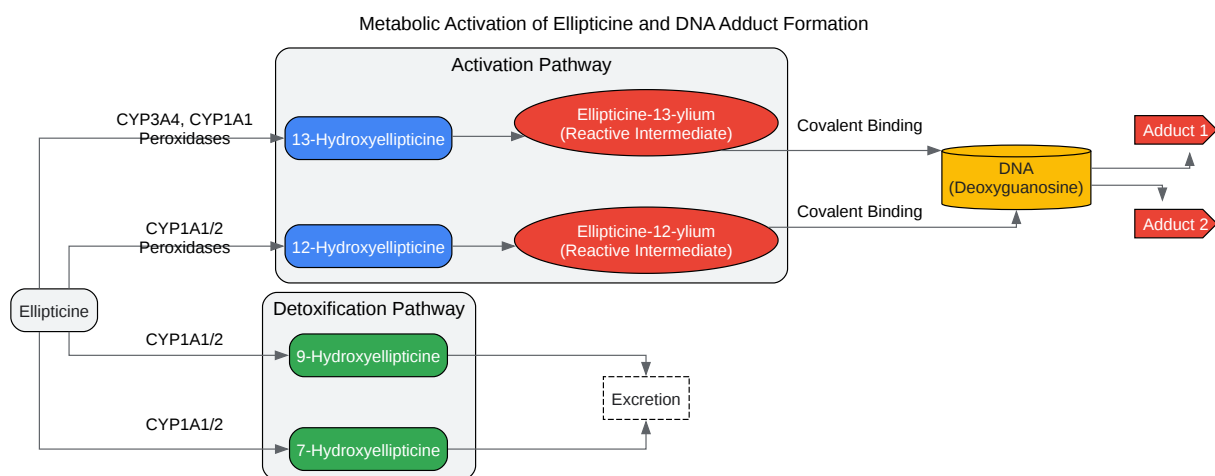 Metabolic Activation of Ellipticine and DNA Adduct Formation
Activation Pathway
CYP3A4, CYP1A1
Peroxidases
13-Hydroxyellipticine
Ellipticine-13-ylium
(Reactive Intermediate)
Covalent Binding
DNA
(Deoxyguanosine)
Adduct 1
Adduct 2
CYP1A1/2
Peroxidases
12-Hydroxyellipticine
Ellipticine-12-ylium
(Reactive Intermediate)
Covalent Binding
Ellipticine
Detoxification Pathway
CYP1A1/2
9-Hydroxyellipticine
Excretion
CYP1A1/2
7-Hydroxyellipticine